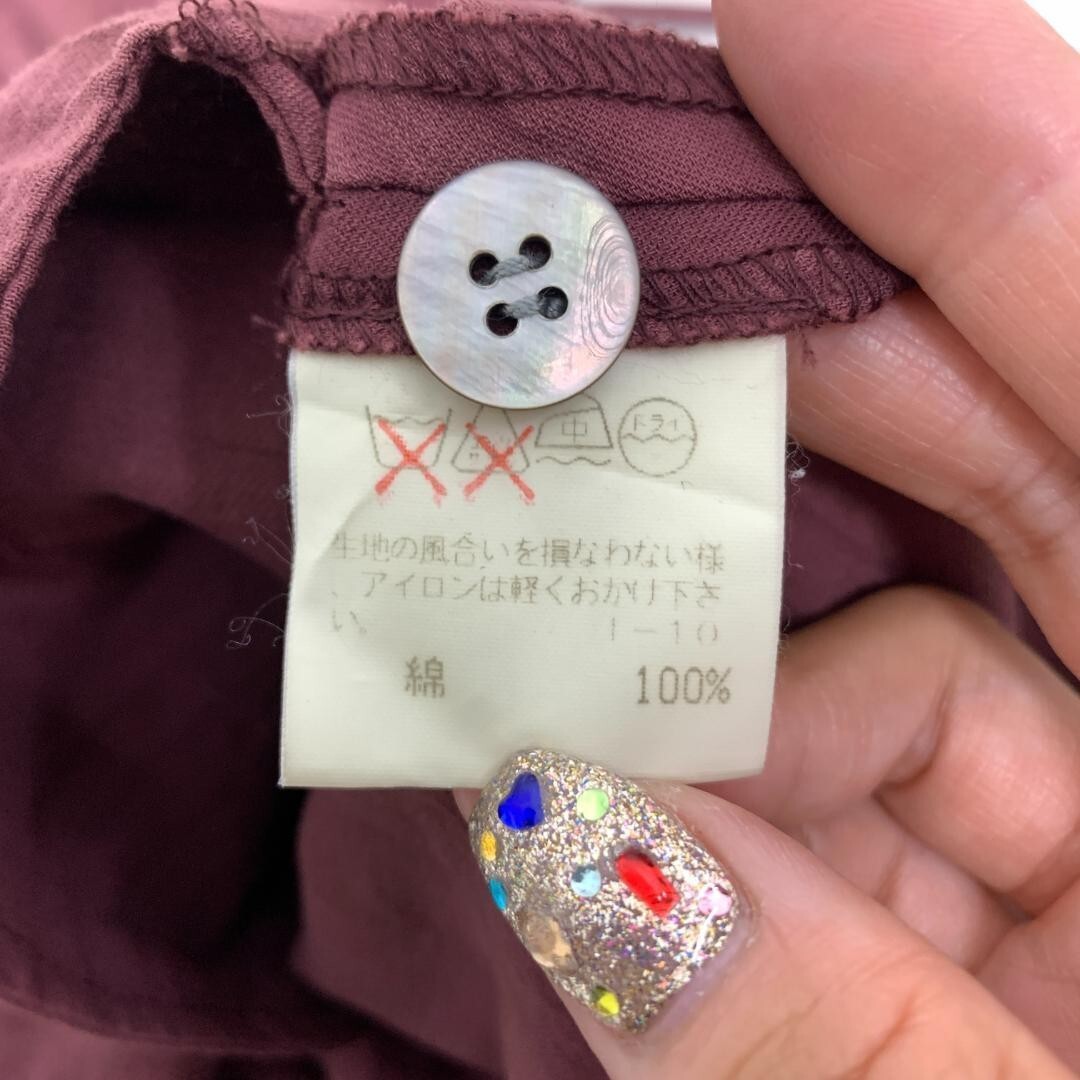 中 ドライ
生地の風合いを損なわない様
、アイロンは軽くおかけ下さ
い。 I-10
綿 100%